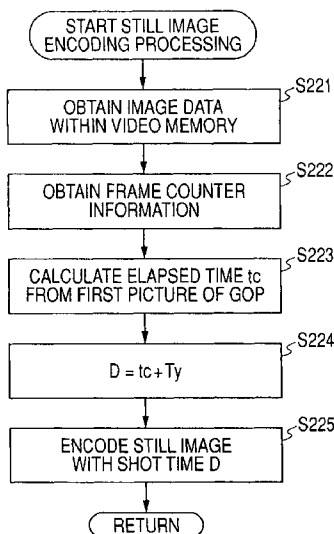 START STILL IMAGE
ENCODING PROCESSING
S221
OBTAIN IMAGE DATA
WITHIN VIDEO MEMORY
S222
OBTAIN FRAME COUNTER
INFORMATION
S223
CALCULATE ELAPSED TIME tc
FROM FIRST PICTURE OF GOP
S224
D = tc + Ty
S225
ENCODE STILL IMAGE
WITH SHOT TIME D
RETURN